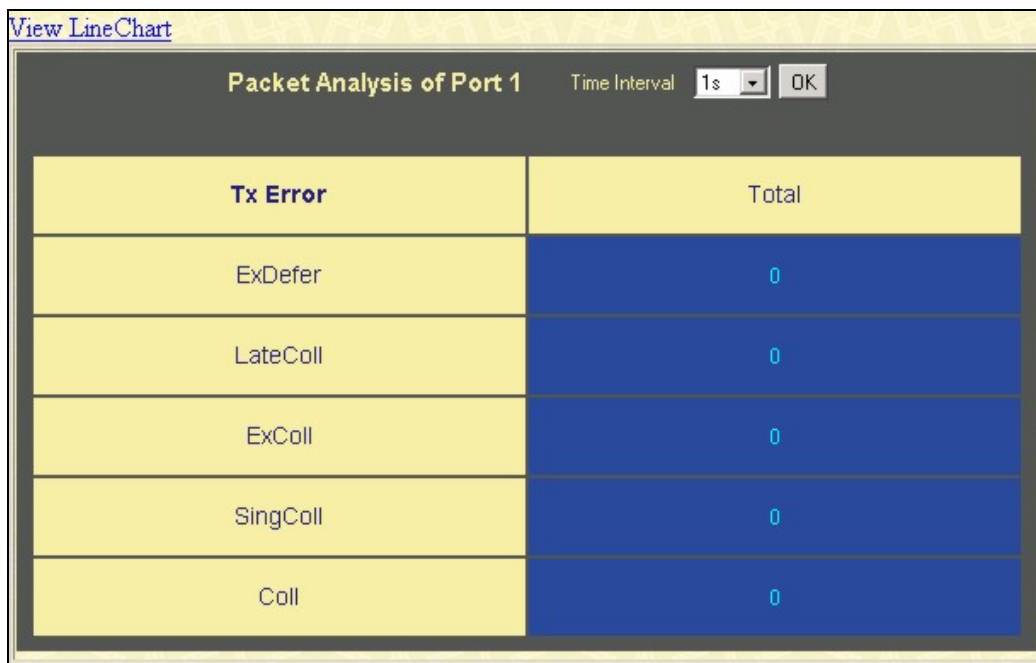 View LineChart
Packet Analysis of Port 1 Time Interval 1s OK
Tx Error Total
ExDefer 0
LateColl 0
ExColl 0
SingColl 0
Coll 0